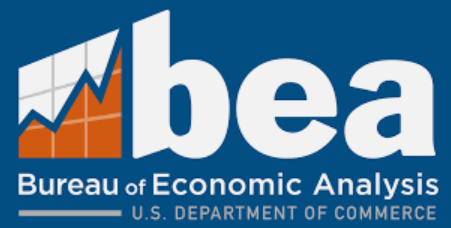 bea
Bureau of Economic Analysis
U.S. DEPARTMENT OF COMMERCE